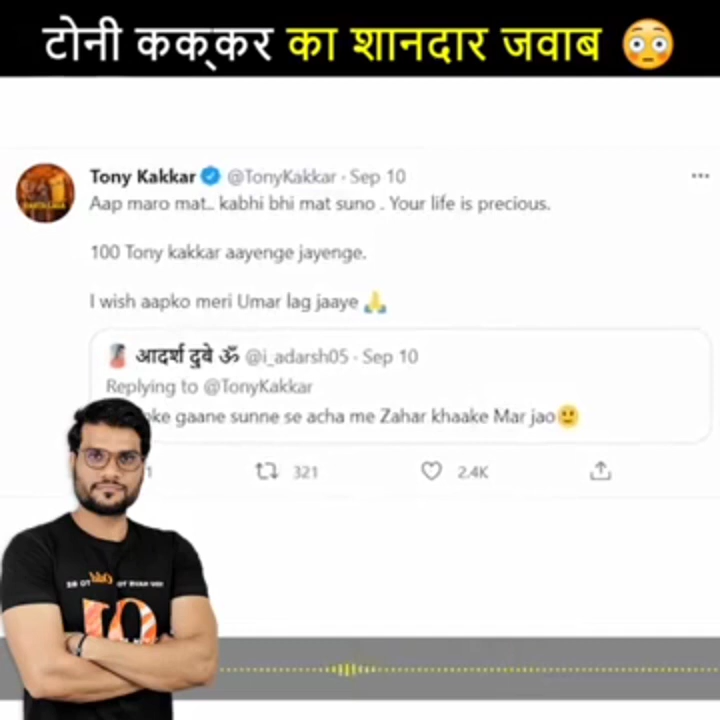 टोनी कक्कर का शानदार जवाब 😳
Tony Kakkar @TonyKakkar · Sep 10
Aap maro mat.. kabhi bhi mat suno . Your life is precious.
100 Tony kakkar aayenge jayenge.
I wish aapko meri Umar lag jaaye 🙏
आदर्श दुबे ॐ @i_adarsh05 · Sep 10
Replying to @TonyKakkar
gaane sunne se acha me Zahar khaake Mar jao🙂
321 2.4K
IQ